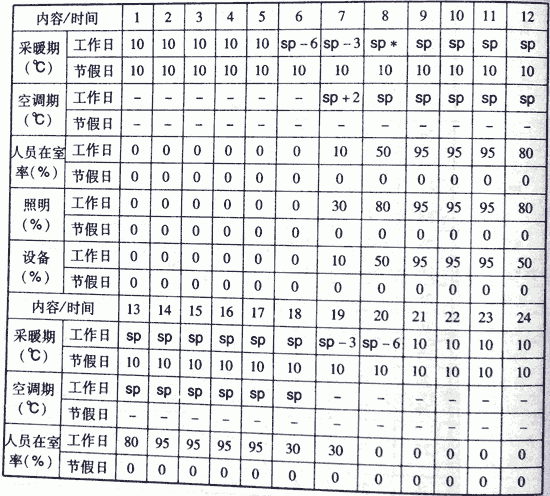 内容/时间 1 2 3 4 5 6 7 8 9 10 11 12
采暖期(℃) 工作日 10 10 10 10 10 sp-6 sp-3 sp* sp sp sp sp
节假日 10 10 10 10 10 10 10 10 10 10 10 10
空调期(℃) 工作日 - - - - - - sp+2 sp sp sp sp sp
节假日 - - - - - - - - - - - -
人员在室率(%) 工作日 0 0 0 0 0 0 10 50 95 95 95 80
节假日 0 0 0 0 0 0 0 0 0 0 0 0
照明(%) 工作日 0 0 0 0 0 0 30 80 95 95 95 80
节假日 0 0 0 0 0 0 0 0 0 0 0 0
设备(%) 工作日 0 0 0 0 0 0 10 50 95 95 95 50
节假日 0 0 0 0 0 0 0 0 0 0 0 0
内容/时间 13 14 15 16 17 18 19 20 21 22 23 24
采暖期(℃) 工作日 sp sp sp sp sp sp sp-3 sp-6 10 10 10 10
节假日 10 10 10 10 10 10 10 10 10 10 10 10
空调期(℃) 工作日 sp sp sp sp sp sp - - - - - -
节假日 - - - - - - - - - - - -
人员在室率(%) 工作日 80 95 95 95 95 30 30 0 0 0 0 0
节假日 0 0 0 0 0 0 0 0 0 0 0 0